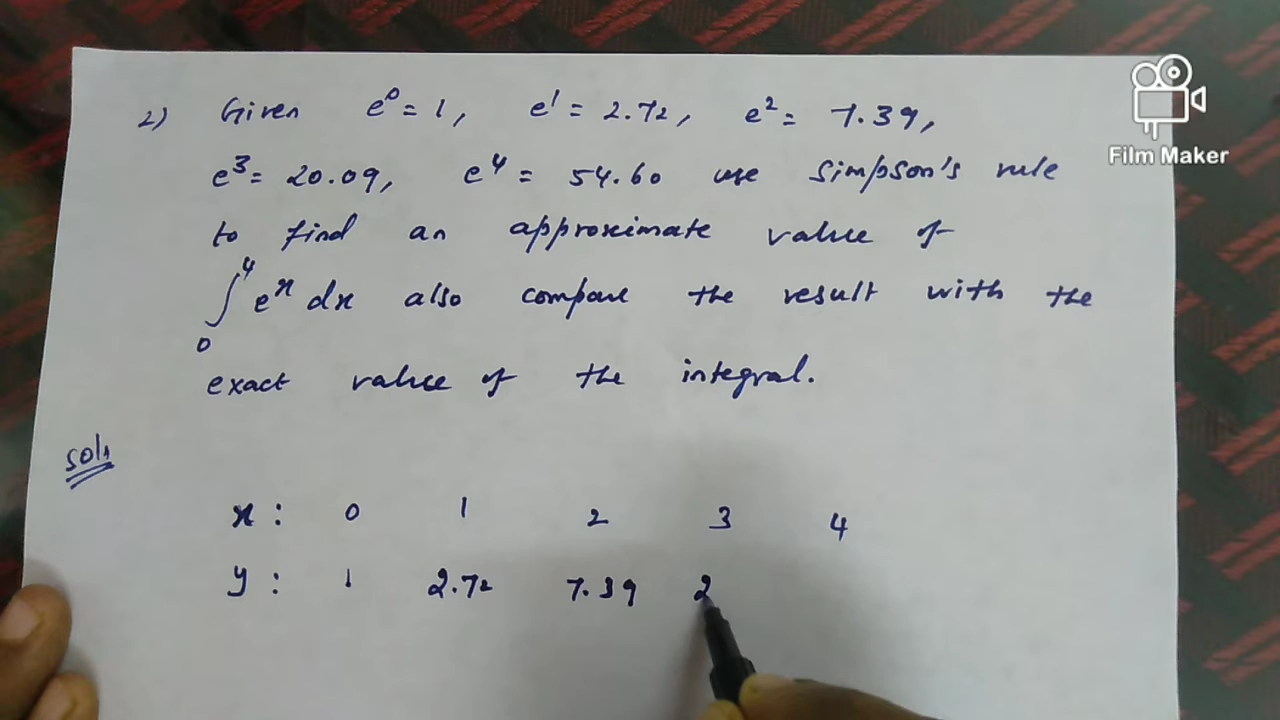 2) Given e⁰ = 1, e¹ = 2.72, e² = 7.39,
e³ = 20.09, e⁴ = 54.60 use Simpson's rule
to find an approximate value of
∫₀⁴ eˣ dx also compare the result with the
exact value of the integral.
Soln
x : 0 1 2 3 4
y : 1 2.72 7.39 2
Film Maker